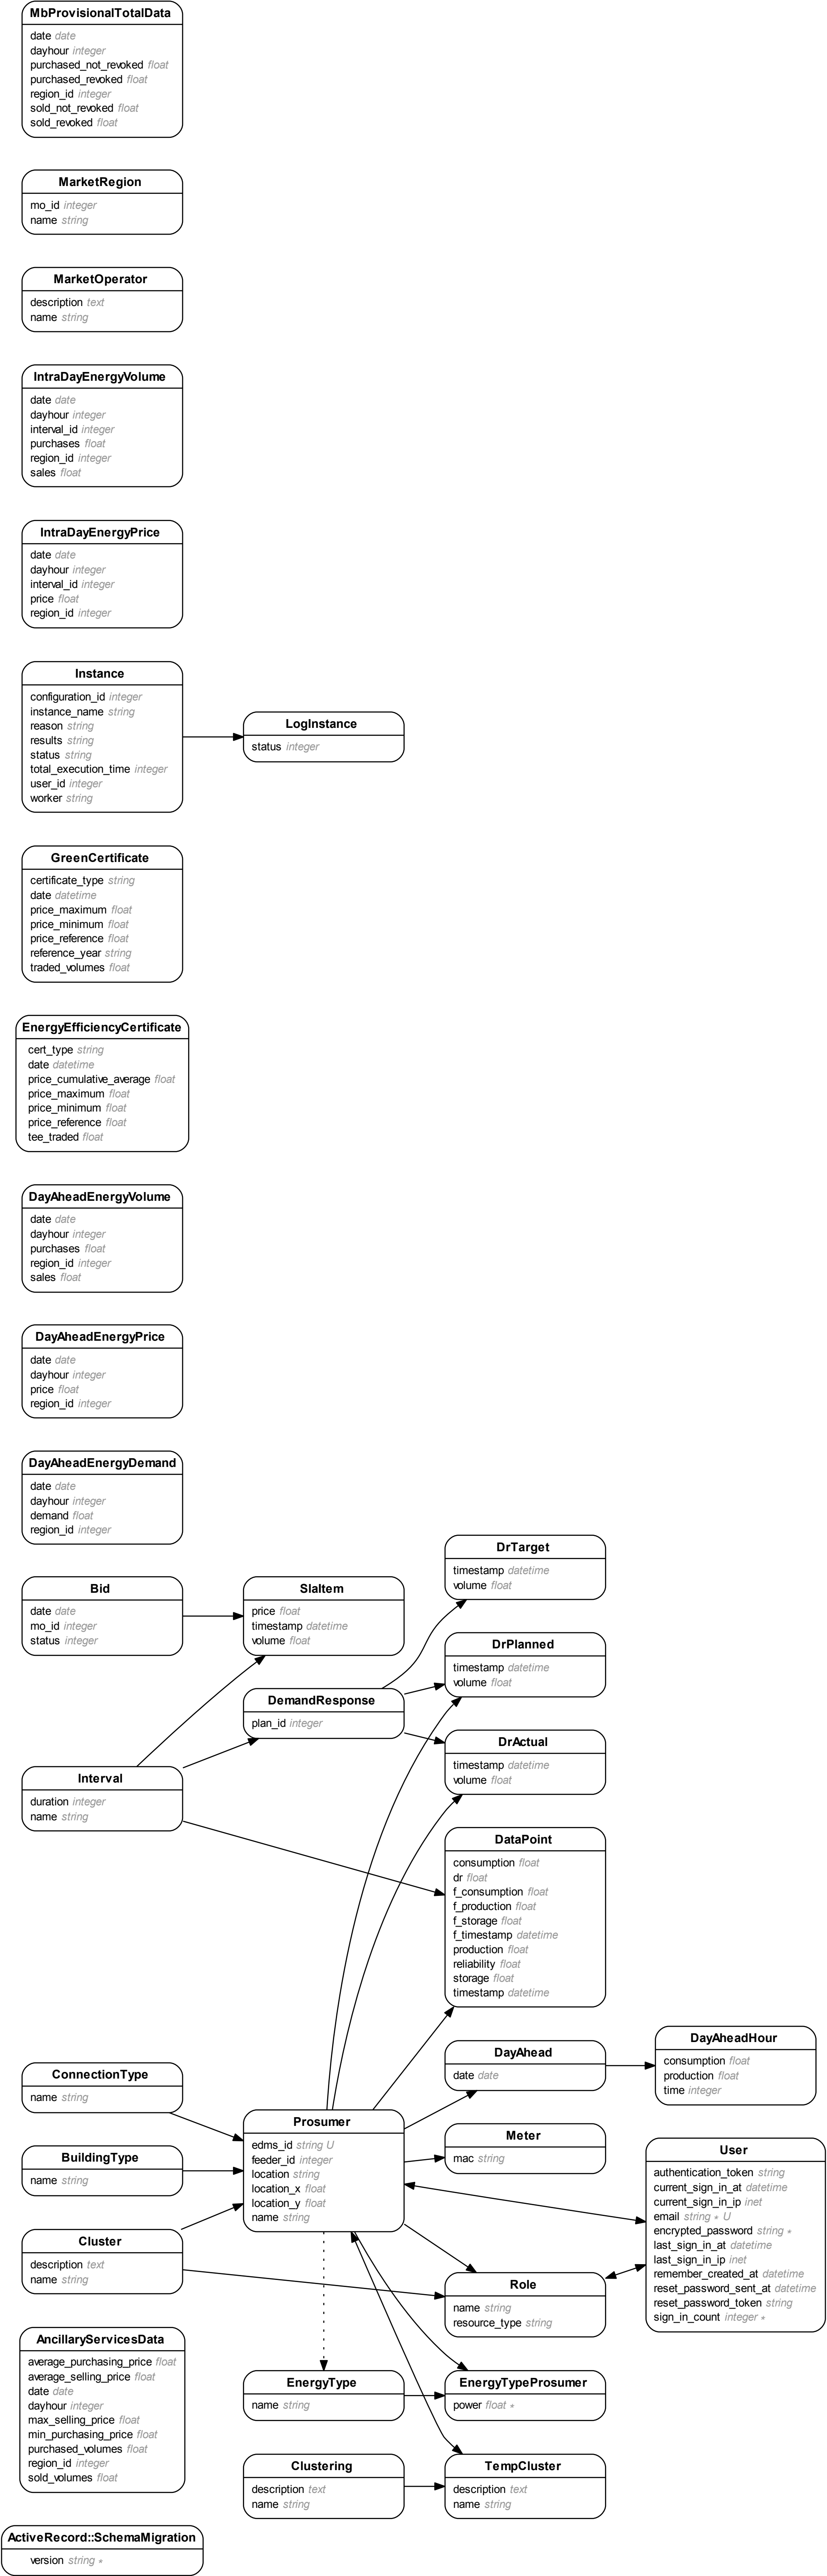 MbProvisionalTotalData
date date
dayhour integer
purchased_not_revoked float
purchased_revoked float
region_id integer
sold_not_revoked float
sold_revoked float
MarketRegion
mo_id integer
name string
MarketOperator
description text
name string
IntraDayEnergyVolume
date date
dayhour integer
interval_id integer
purchases float
region_id integer
sales float
IntraDayEnergyPrice
date date
dayhour integer
interval_id integer
price float
region_id integer
Instance
configuration_id integer
instance_name string
reason string
results string
status string
total_execution_time integer
user_id integer
worker string
LogInstance
status integer
GreenCertificate
certificate_type string
date datetime
price_maximum float
price_minimum float
price_reference float
reference_year string
traded_volumes float
EnergyEfficiencyCertificate
cert_type string
date datetime
price_cumulative_average float
price_maximum float
price_minimum float
price_reference float
tee_traded float
DayAheadEnergyVolume
date date
dayhour integer
purchases float
region_id integer
sales float
DayAheadEnergyPrice
date date
dayhour integer
price float
region_id integer
DayAheadEnergyDemand
date date
dayhour integer
demand float
region_id integer
DrTarget
timestamp datetime
volume float
Bid
date date
mo_id integer
status integer
SlaItem
price float
timestamp datetime
volume float
DrPlanned
timestamp datetime
volume float
DemandResponse
plan_id integer
DrActual
timestamp datetime
volume float
Interval
duration integer
name string
DataPoint
consumption float
dr float
f_consumption float
f_production float
f_storage float
f_timestamp datetime
production float
reliability float
storage float
timestamp datetime
DayAheadHour
consumption float
production float
time integer
DayAhead
date date
ConnectionType
name string
Prosumer
edms_id string U
feeder_id integer
location string
location_x float
location_y float
name string
Meter
mac string
User
authentication_token string
current_sign_in_at datetime
current_sign_in_ip inet
email string ∗ U
encrypted_password string ∗
last_sign_in_at datetime
last_sign_in_ip inet
remember_created_at datetime
reset_password_sent_at datetime
reset_password_token string
sign_in_count integer ∗
BuildingType
name string
Cluster
description text
name string
Role
name string
resource_type string
AncillaryServicesData
average_purchasing_price float
average_selling_price float
date date
dayhour integer
max_selling_price float
min_purchasing_price float
purchased_volumes float
region_id integer
sold_volumes float
EnergyType
name string
EnergyTypeProsumer
power float ∗
Clustering
description text
name string
TempCluster
description text
name string
ActiveRecord::SchemaMigration
version string ∗